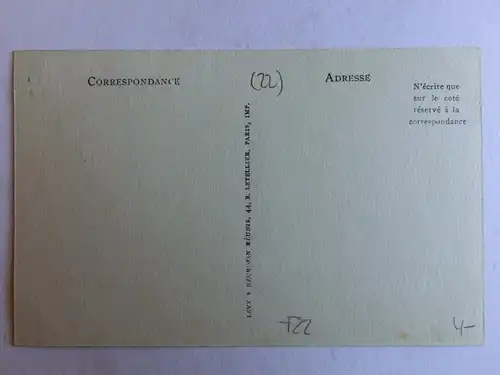 CORRESPONDANCE
(22)
ADRESSE
N'écrire que
sur le coté
réservé à la
correspondance
LEVY & NEURDEIN RÉUNIS, 44, R. LETELLIER, PARIS, IMP.
F22
4-